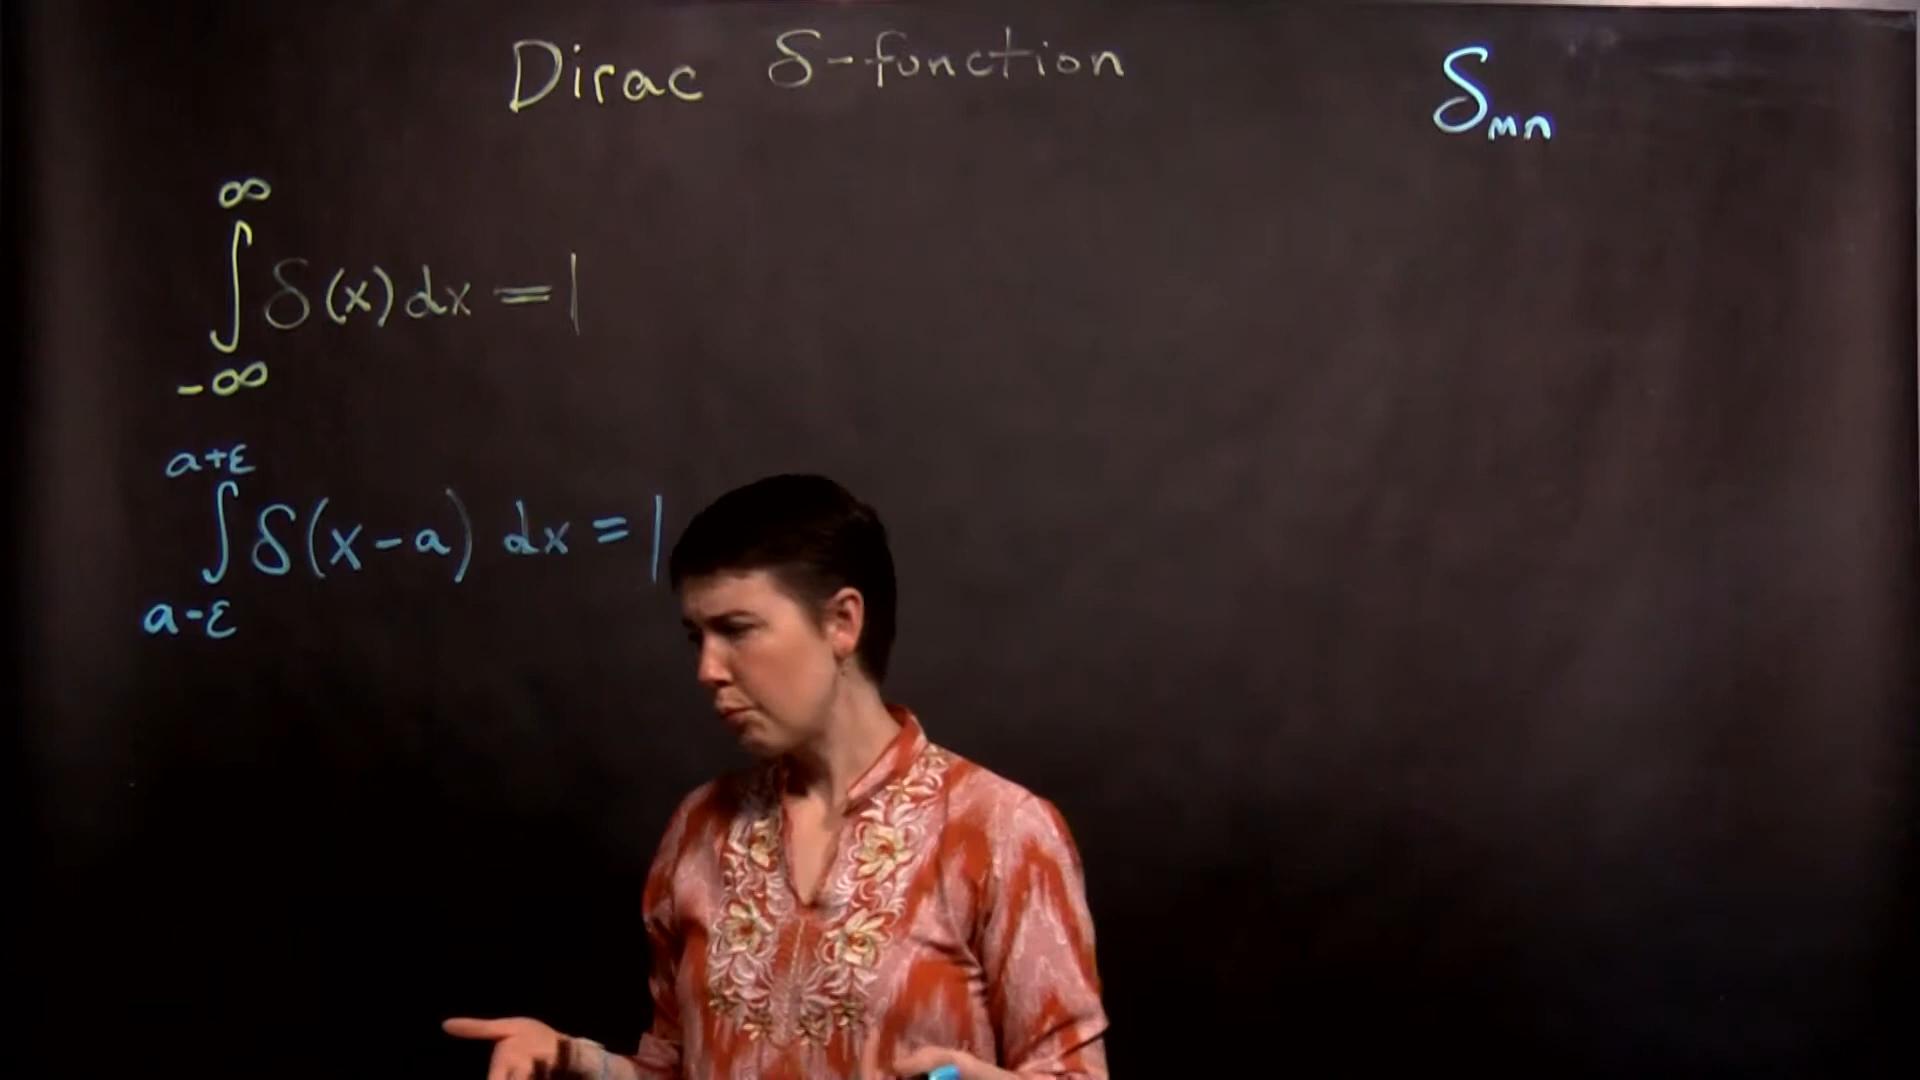 Dirac δ-function
δmn
∞
∫ δ(x) dx = 1
-∞
a+ε
∫ δ(x-a) dx = 1
a-ε